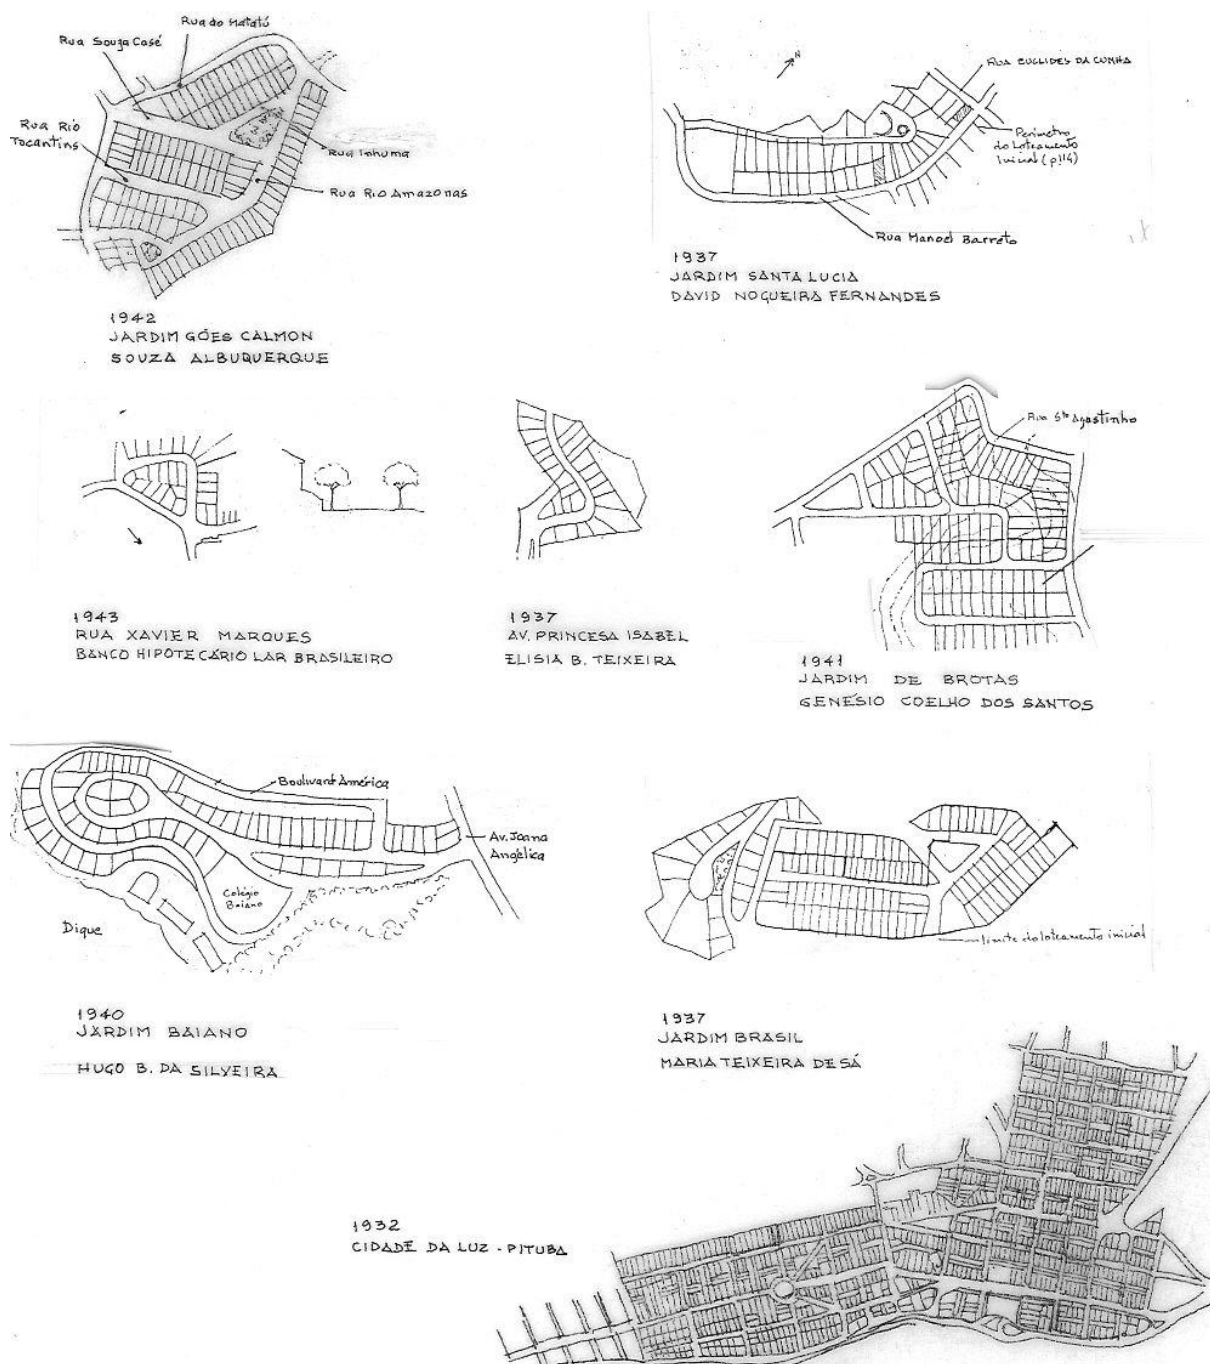 Rua do Matatú
Rua Souza Casé
Rua Rio
Tocantins
Rua Inhuma
Rua Rio Amazonas
1942
JARDIM GÓES CALMON
SOUZA ALBUQUERQUE
N
RUA EUCLIDES DA CUNHA
Perímetro
do Loteamento
Inicial (p114)
Rua Manoel Barreto
1937
JARDIM SANTA LUCIA
DAVID NOGUEIRA FERNANDES
1943
RUA XAVIER MARQUES
BANCO HIPOTECÁRIO LAR BRASILEIRO
1937
AV. PRINCESA ISABEL
ELISIA B. TEIXEIRA
Rua Sto Agostinho
1941
JARDIM DE BROTAS
GENÉSIO COELHO DOS SANTOS
Boulivard América
Av. Joana
Angélica
Colégio
Baiano
Dique
1940
JARDIM BAIANO
HUGO B. DA SILVEIRA
limite do loteamento inicial
1937
JARDIM BRASIL
MARIA TEIXEIRA DE SÁ
1932
CIDADE DA LUZ - PITUBA